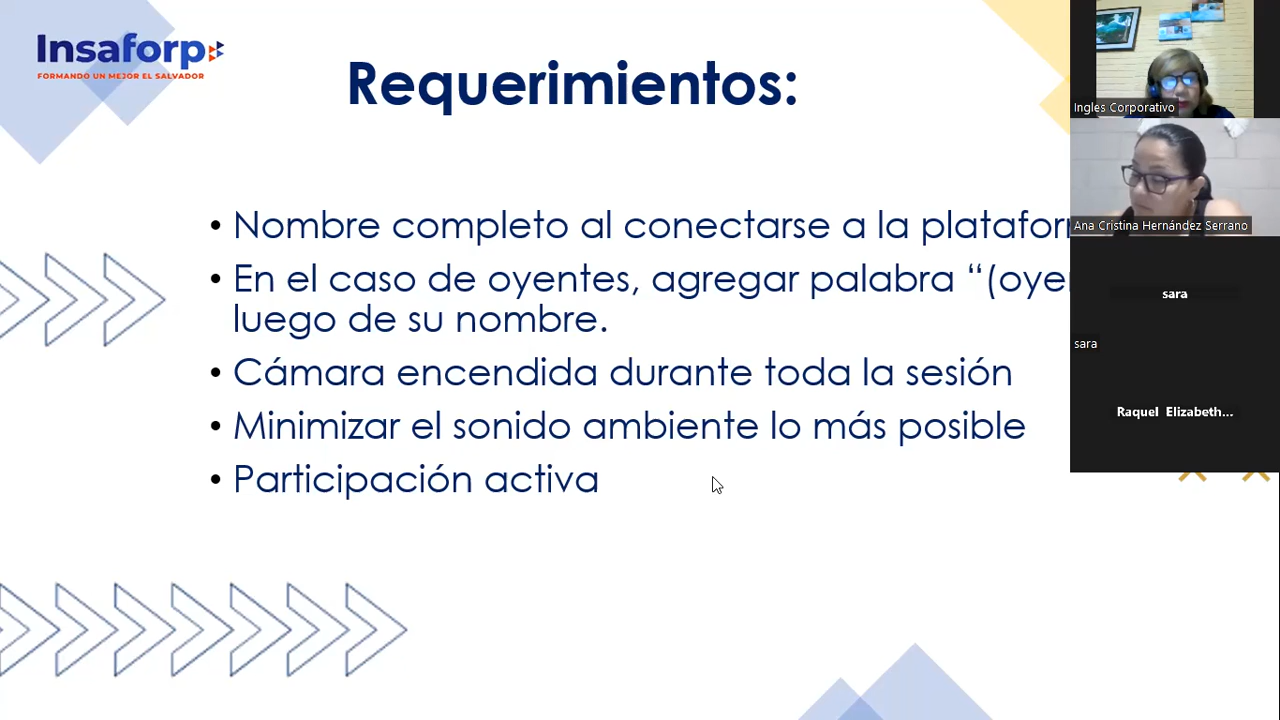 Insaforp
FORMANDO UN MEJOR EL SALVADOR
Requerimientos:
• Nombre completo al conectarse a la platafor
• En el caso de oyentes, agregar palabra “(oye
luego de su nombre.
• Cámara encendida durante toda la sesión
• Minimizar el sonido ambiente lo más posible
• Participación activa
Ingles Corporativo
Ana Cristina Hernández Serrano
sara
sara
Raquel Elizabeth...